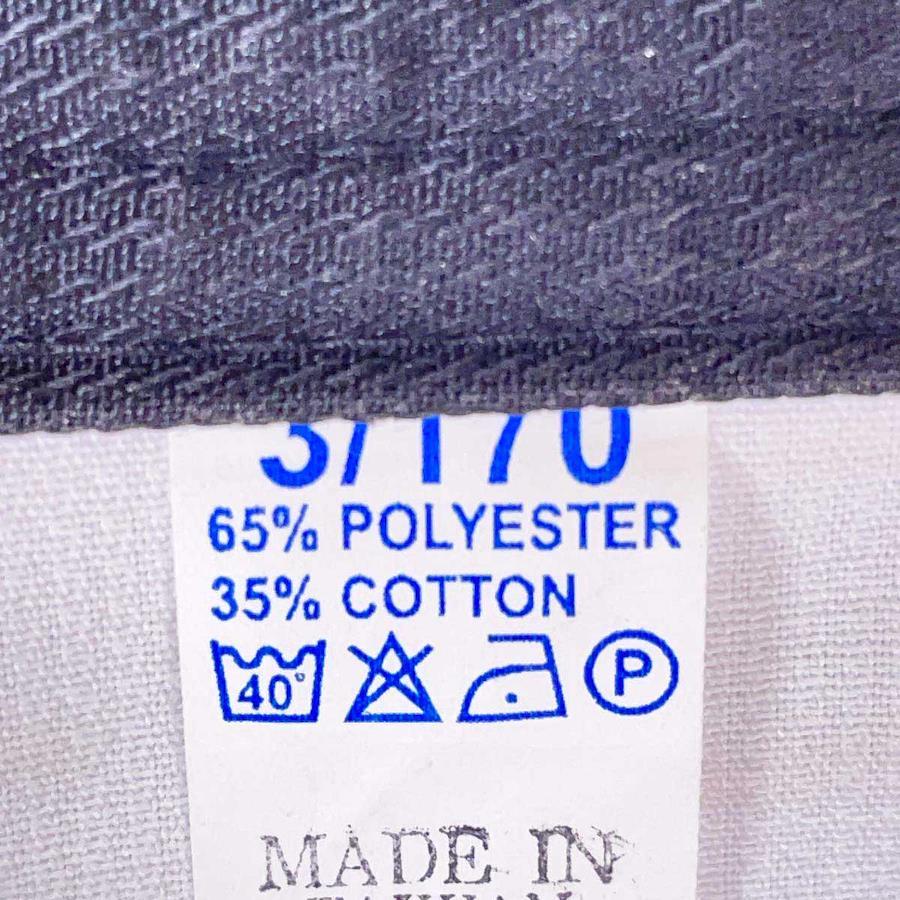 3/170
65% POLYESTER
35% COTTON
40°
P
MADE IN